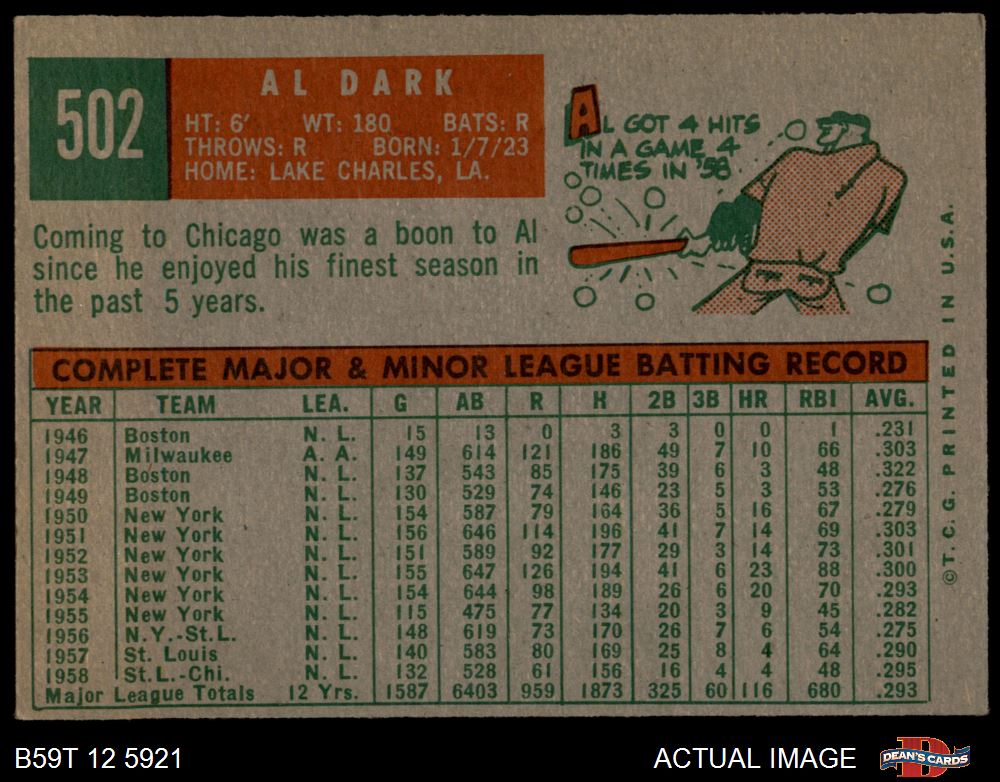 502
AL DARK
HT: 6' WT: 180 BATS: R
THROWS: R BORN: 1/7/23
HOME: LAKE CHARLES, LA.
AL GOT 4 HITS
IN A GAME 4
TIMES IN '58
Coming to Chicago was a boon to Al
since he enjoyed his finest season in
the past 5 years.
COMPLETE MAJOR & MINOR LEAGUE BATTING RECORD
YEAR TEAM LEA. G AB R H 2B 3B HR RBI AVG.
1946 Boston N. L. 15 13 0 3 3 0 0 1 .231
1947 Milwaukee A. A. 149 614 121 186 49 7 10 66 .303
1948 Boston N. L. 137 543 85 175 39 6 3 48 .322
1949 Boston N. L. 130 529 74 146 23 5 3 53 .276
1950 New York N. L. 154 587 79 164 36 5 16 67 .279
1951 New York N. L. 156 646 114 196 41 7 14 69 .303
1952 New York N. L. 151 589 92 177 29 3 14 73 .301
1953 New York N. L. 155 647 126 194 41 6 23 88 .300
1954 New York N. L. 154 644 98 189 26 6 20 70 .293
1955 New York N. L. 115 475 77 134 20 3 9 45 .282
1956 N.Y.-St.L. N. L. 148 619 73 170 26 7 6 54 .275
1957 St. Louis N. L. 140 583 80 169 25 8 4 64 .290
1958 St.L.-Chi. N. L. 132 528 61 156 16 4 4 48 .295
Major League Totals 12 Yrs. 1587 6403 959 1873 325 60 116 680 .293
©T.C.G. PRINTED IN U.S.A.
B59T 12 5921
ACTUAL IMAGE
DEAN'S CARDS